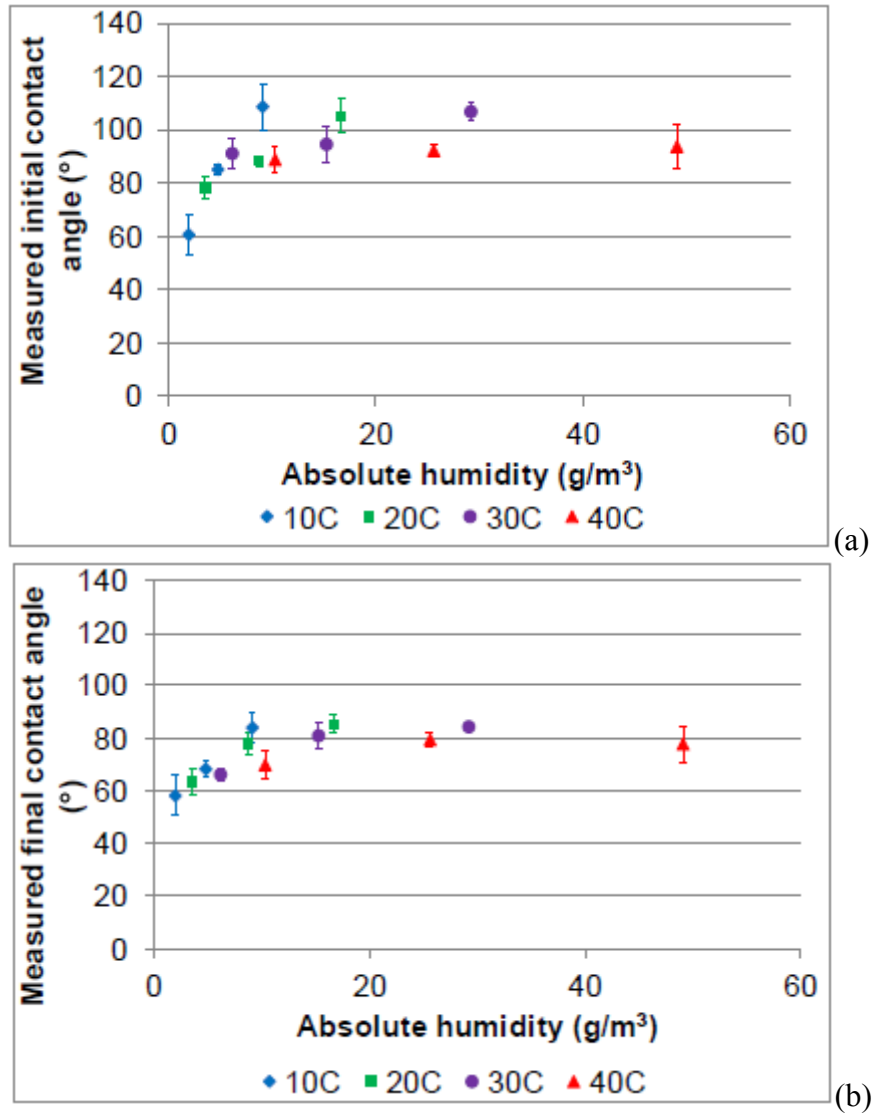 140
120
100
80
60
40
20
0
Measured initial contact
angle (°)
0 20 40 60
Absolute humidity (g/m³)
10C 20C 30C 40C
(a)
140
120
100
80
60
40
20
0
Measured final contact angle
(°)
0 20 40 60
Absolute humidity (g/m³)
10C 20C 30C 40C
(b)